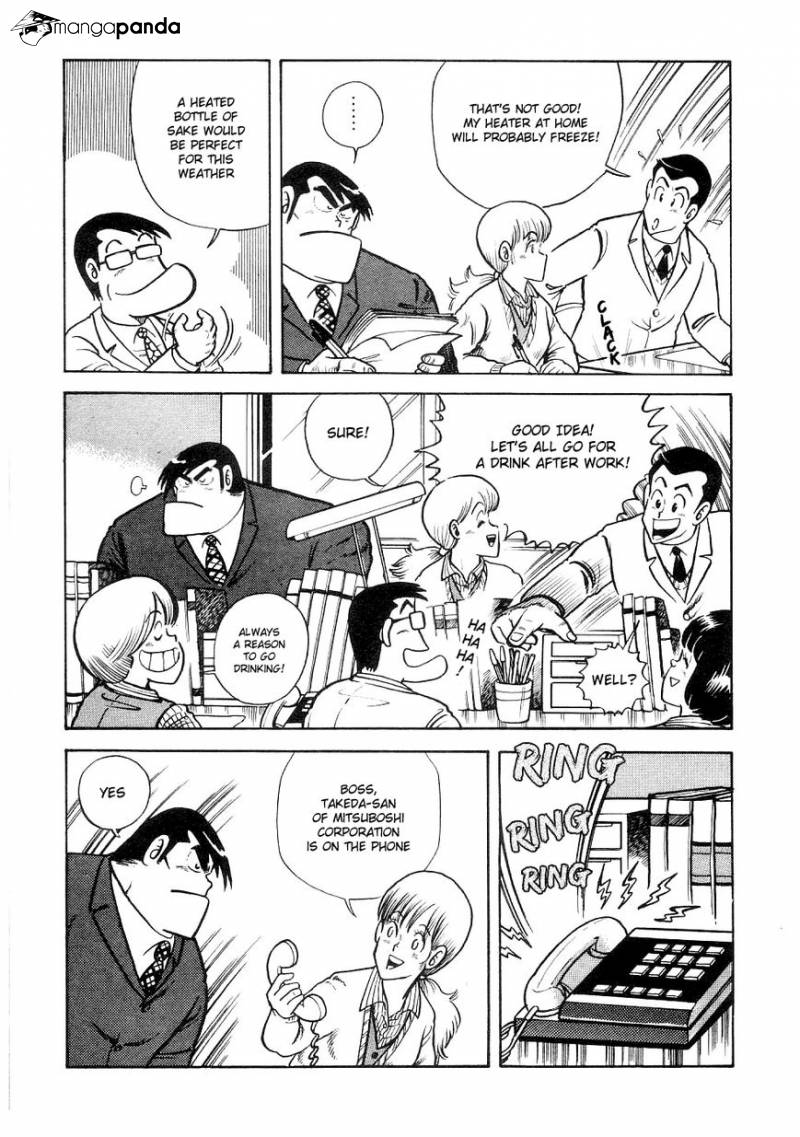 mangapanda
THAT'S NOT GOOD!
MY HEATER AT HOME
WILL PROBABLY FREEZE!
......
CLACK
A HEATED
BOTTLE OF
SAKE WOULD
BE PERFECT
FOR THIS
WEATHER
GOOD IDEA!
LET'S ALL GO FOR
A DRINK AFTER WORK!
SURE!
WELL?
HA
HA
HA!
ALWAYS
A REASON
TO GO
DRINKING!
RING
RING
RING
BOSS,
TAKEDA-SAN
OF MITSUBOSHI
CORPORATION
IS ON THE PHONE
YES